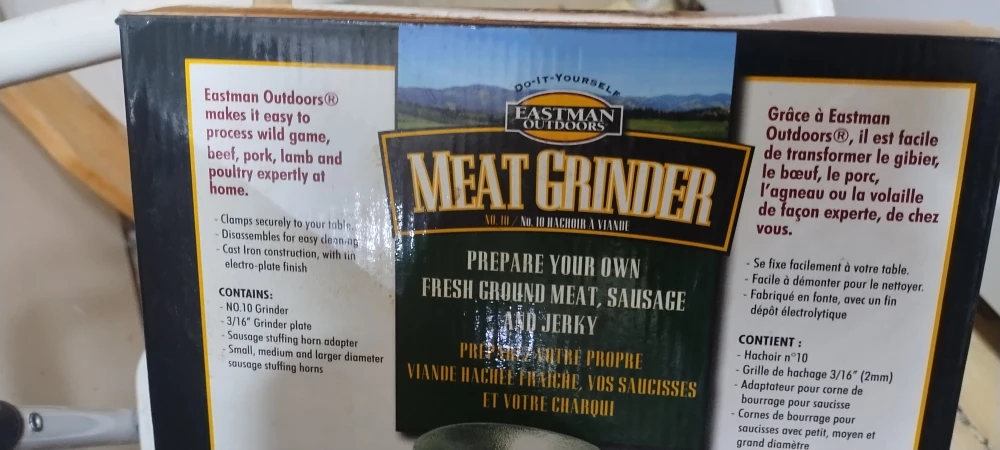 Eastman Outdoors®
makes it easy to
process wild game,
beef, pork, lamb and
poultry expertly at
home.
- Clamps securely to your table.
- Disassembles for easy cleaning
- Cast Iron construction, with tin
electro-plate finish
CONTAINS:
- NO.10 Grinder
- 3/16" Grinder plate
- Sausage stuffing horn adapter
- Small, medium and larger diameter
sausage stuffing horns
DO-IT-YOURSELF
EASTMAN
OUTDOORS
MEAT GRINDER
NO. 10 / No. 10 HACHOIR À VIANDE
PREPARE YOUR OWN
FRESH GROUND MEAT, SAUSAGE
AND JERKY
PRÉPAREZ VOTRE PROPRE
VIANDE HACHÉE FRAÎCHE, VOS SAUCISSES
ET VOTRE CHARQUI
Grâce à Eastman
Outdoors®, il est facile
de transformer le gibier,
le bœuf, le porc,
l'agneau ou la volaille
de façon experte, de chez
vous.
- Se fixe facilement à votre table.
- Facile à démonter pour le nettoyer.
- Fabriqué en fonte, avec un fin
dépôt électrolytique
CONTIENT :
- Hachoir n°10
- Grille de hachage 3/16" (2mm)
- Adaptateur pour corne de
bourrage pour saucisse
- Cornes de bourrage pour
saucisses avec petit, moyen et
grand diamètre